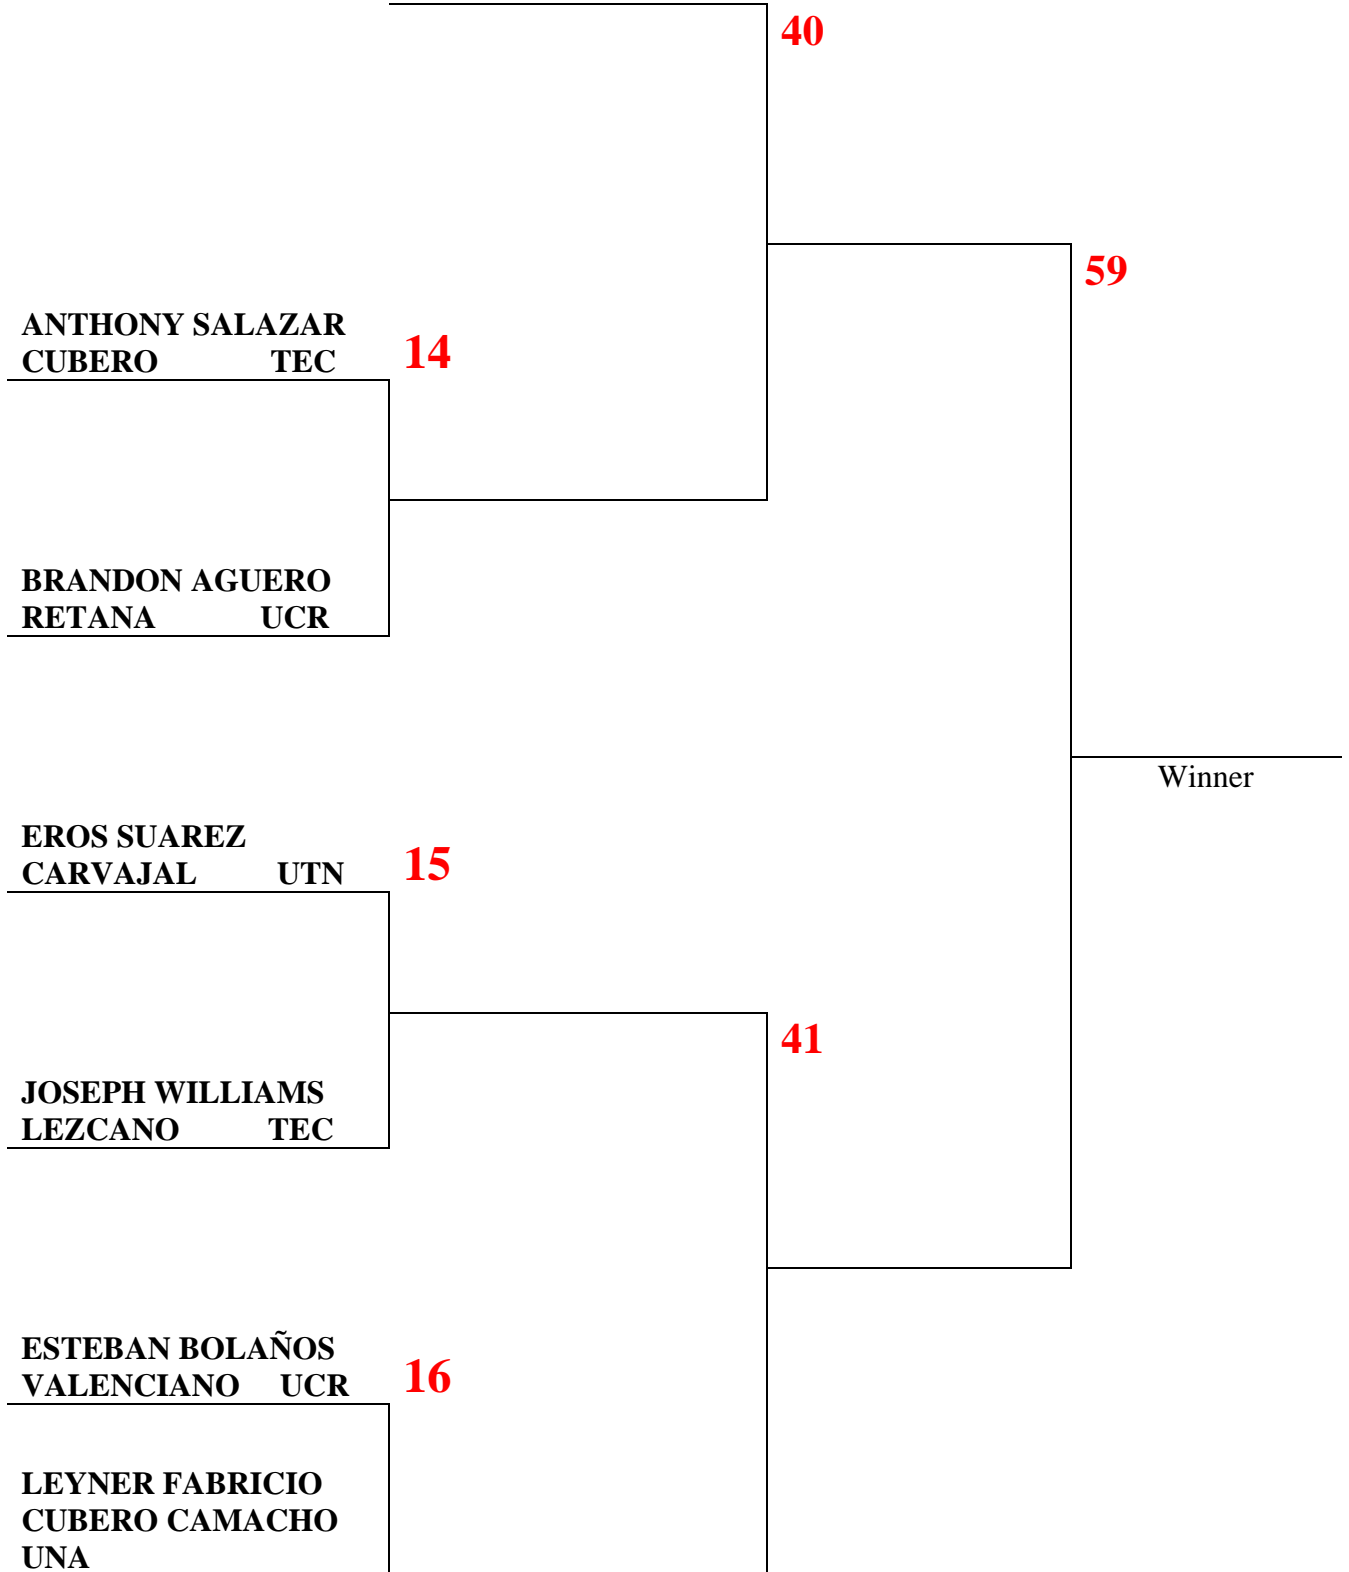 40
59
ANTHONY SALAZAR
CUBERO TEC 14
BRANDON AGUERO
RETANA UCR
Winner
EROS SUAREZ
CARVAJAL UTN 15
41
JOSEPH WILLIAMS
LEZCANO TEC
ESTEBAN BOLAÑOS
VALENCIANO UCR 16
LEYNER FABRICIO
CUBERO CAMACHO
UNA